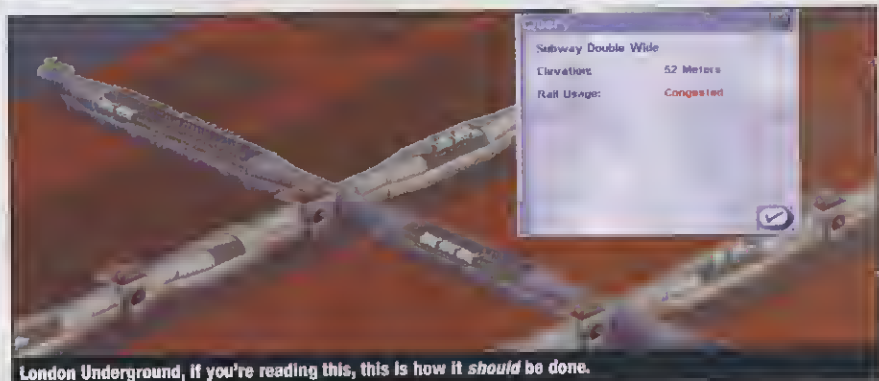 Query
Subway Double Wide
Elevation: 52 Meters
Rail Usage: Congested
London Underground, if you're reading this, this is how it should be done.